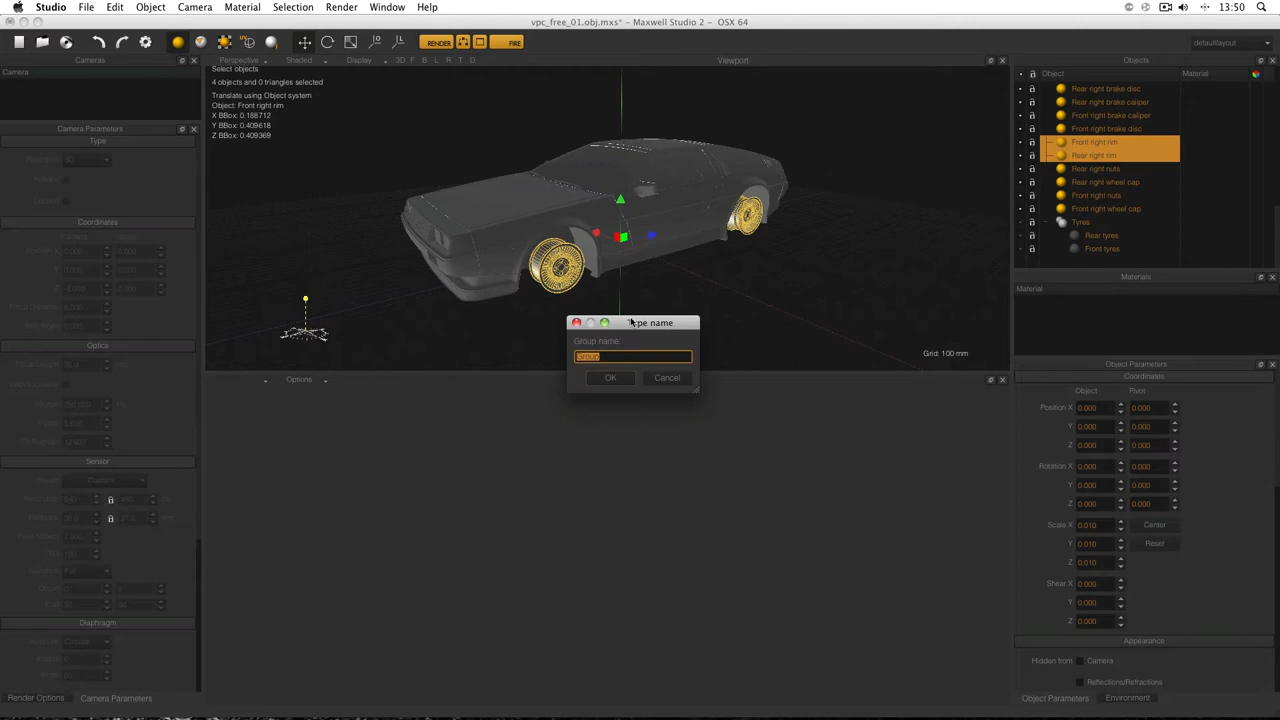 Studio File Edit Object Camera Material Selection Render Window Help 13:50
vpc_free_01.obj.mxs* - Maxwell Studio 2 - OSX 64
RENDER FIRE defaultlayout
Cameras Perspective Shaded Display 3D F B L R T D Viewport Objects
Camera
Select objects
4 objects and 0 triangles selected
Translate using Object system
Object: Front right rim
X BBox: 0.188712
Y BBox: 0.409618
Z BBox: 0.409369
Grid: 100 mm
Object Material
Rear right brake disc
Rear right brake caliper
Front right brake caliper
Front right brake disc
Front right rim
Rear right rim
Rear right nuts
Rear right wheel cap
Front right nuts
Front right wheel cap
Tyres
Rear tyres
Front tyres
Materials
Material
Type name
Group name:
Group
OK Cancel
Options
Camera Parameters
Type
Coordinates
Optics
Sensor
Diaphragm
Render Options Camera Parameters
Object Parameters
Coordinates
Object Pivot
Position X 0.000 0.000
Y 0.000 0.000
Z 0.000 0.000
Rotation X 0.000 0.000
Y 0.000 0.000
Z 0.000 0.000
Scale X 0.010 Center
Y 0.010 Reset
Z 0.010
Shear X 0.000
Y 0.000
Z 0.000
Appearance
Hidden from Camera
Reflections/Refractions
Object Parameters Environment